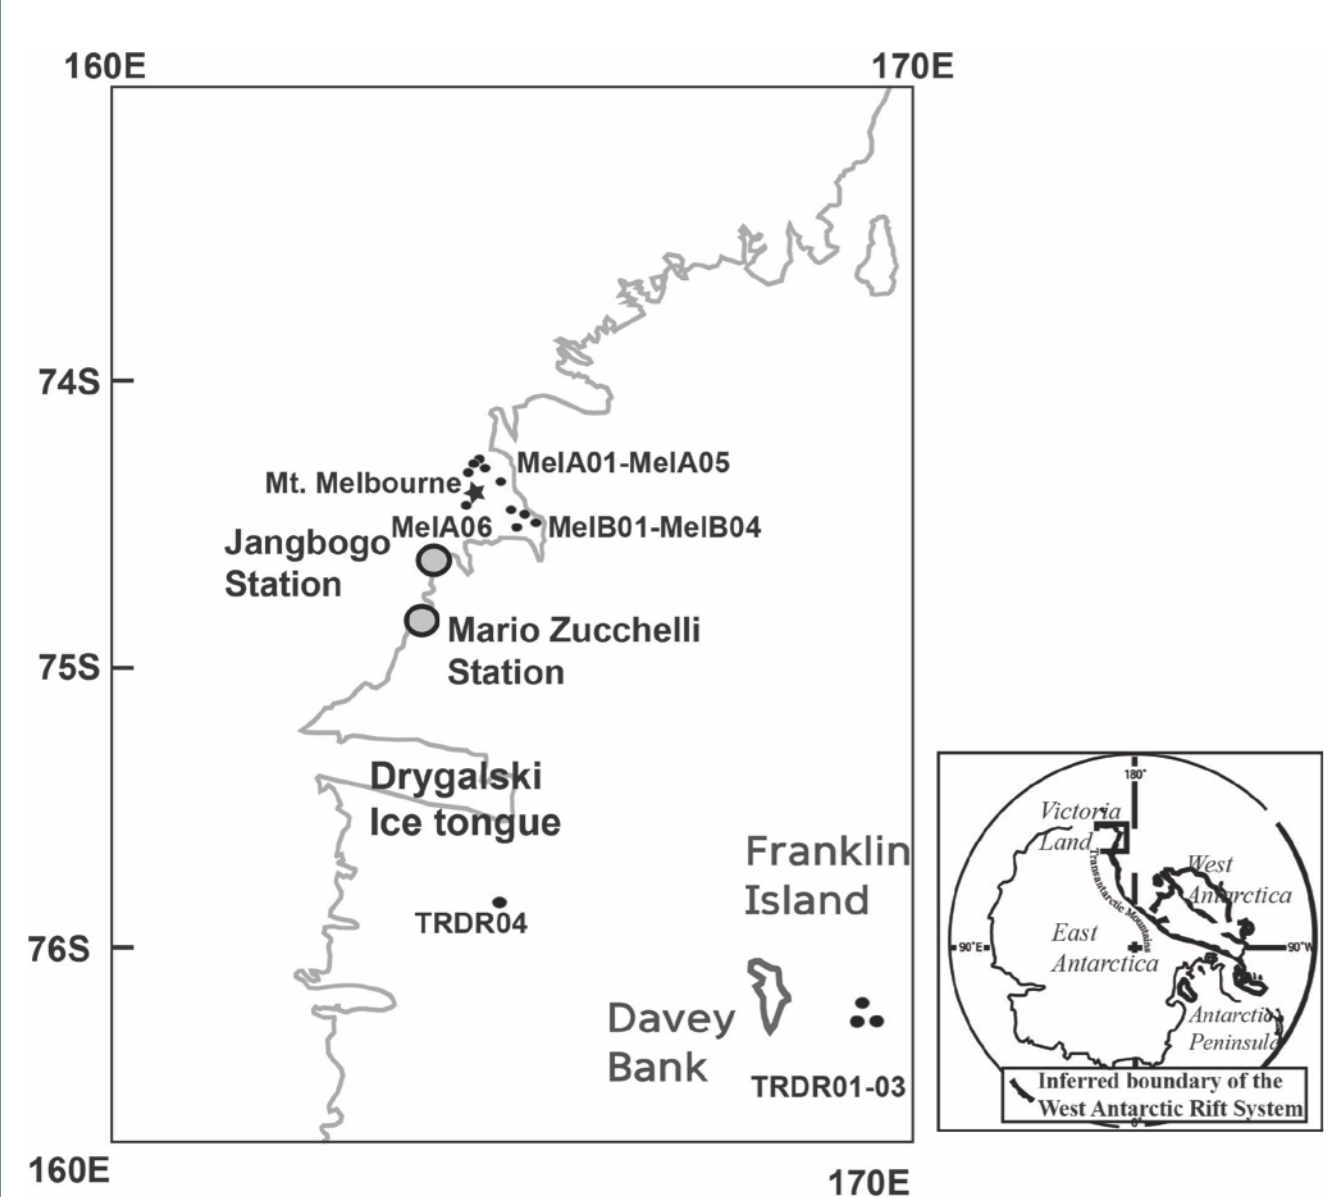 160E
170E
74S
MelA01-MelA05
Mt. Melbourne
MelA06
MelB01-MelB04
Jangbogo
Station
Mario Zucchelli
Station
75S
Drygalski
Ice tongue
Franklin
Island
TRDR04
76S
Davey
Bank
TRDR01-03
160E
170E
180°
Victoria
Land
Transantarctic Mountains
West
Antarctica
East
Antarctica
90°E
90°W
Antarctic
Peninsula
Inferred boundary of the
West Antarctic Rift System
0°